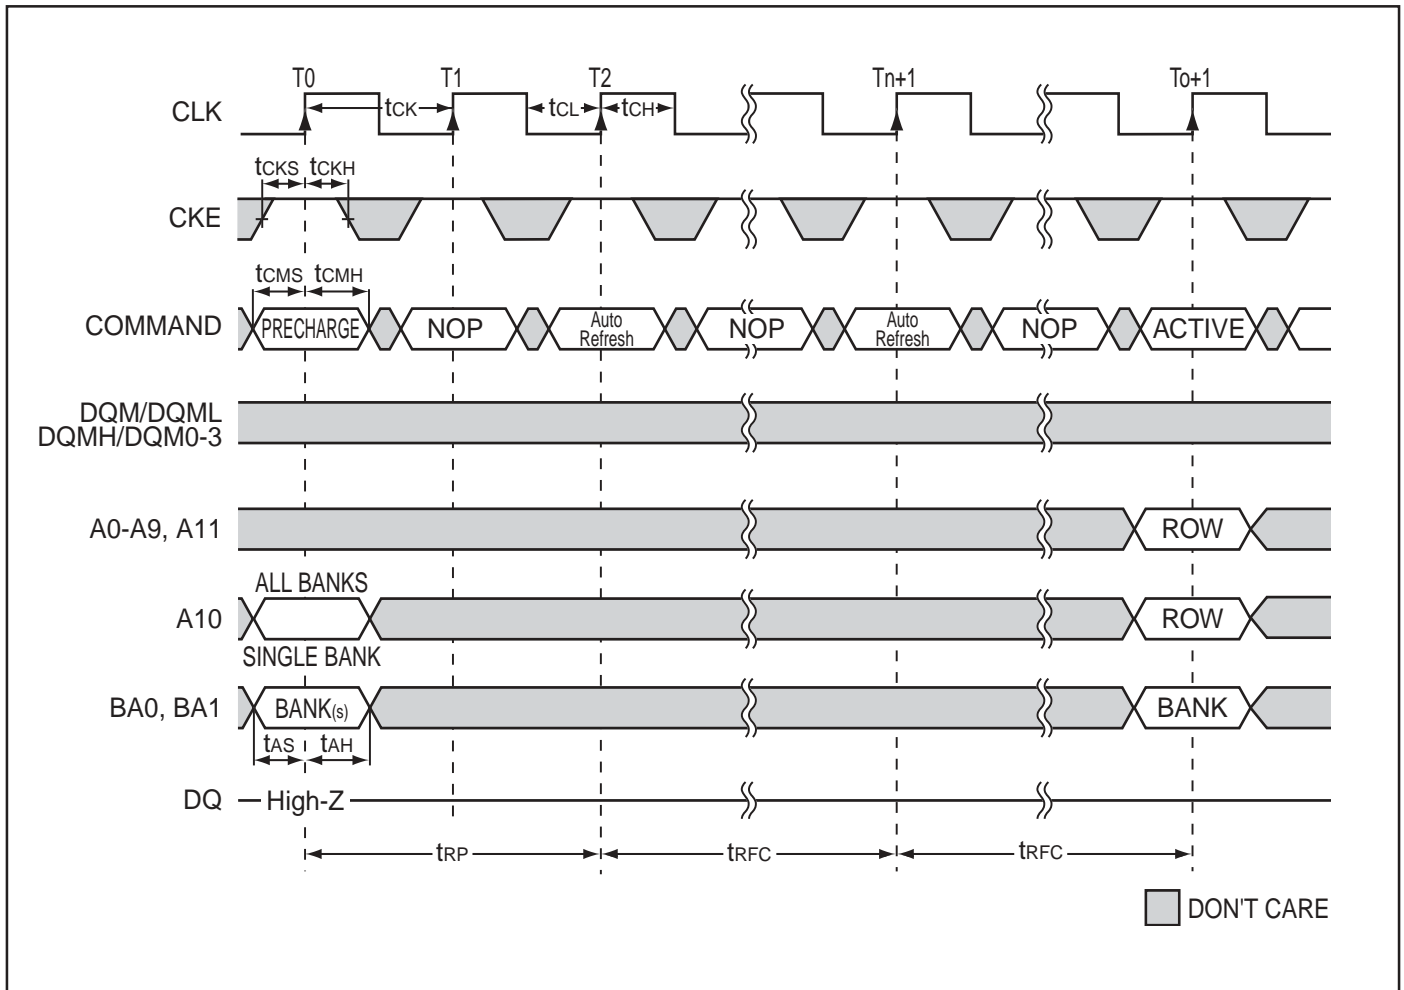 T0 T1 T2 Tn+1 To+1
CLK tCK tCL tCH
tCKS tCKH
CKE
tCMS tCMH
COMMAND PRECHARGE NOP Auto Refresh NOP Auto Refresh NOP ACTIVE
DQM/DQML
DQMH/DQM0-3
A0-A9, A11 ROW
ALL BANKS
A10 ROW
SINGLE BANK
BA0, BA1 BANK(s) BANK
tAS tAH
DQ High-Z
tRP tRFC tRFC
DON'T CARE